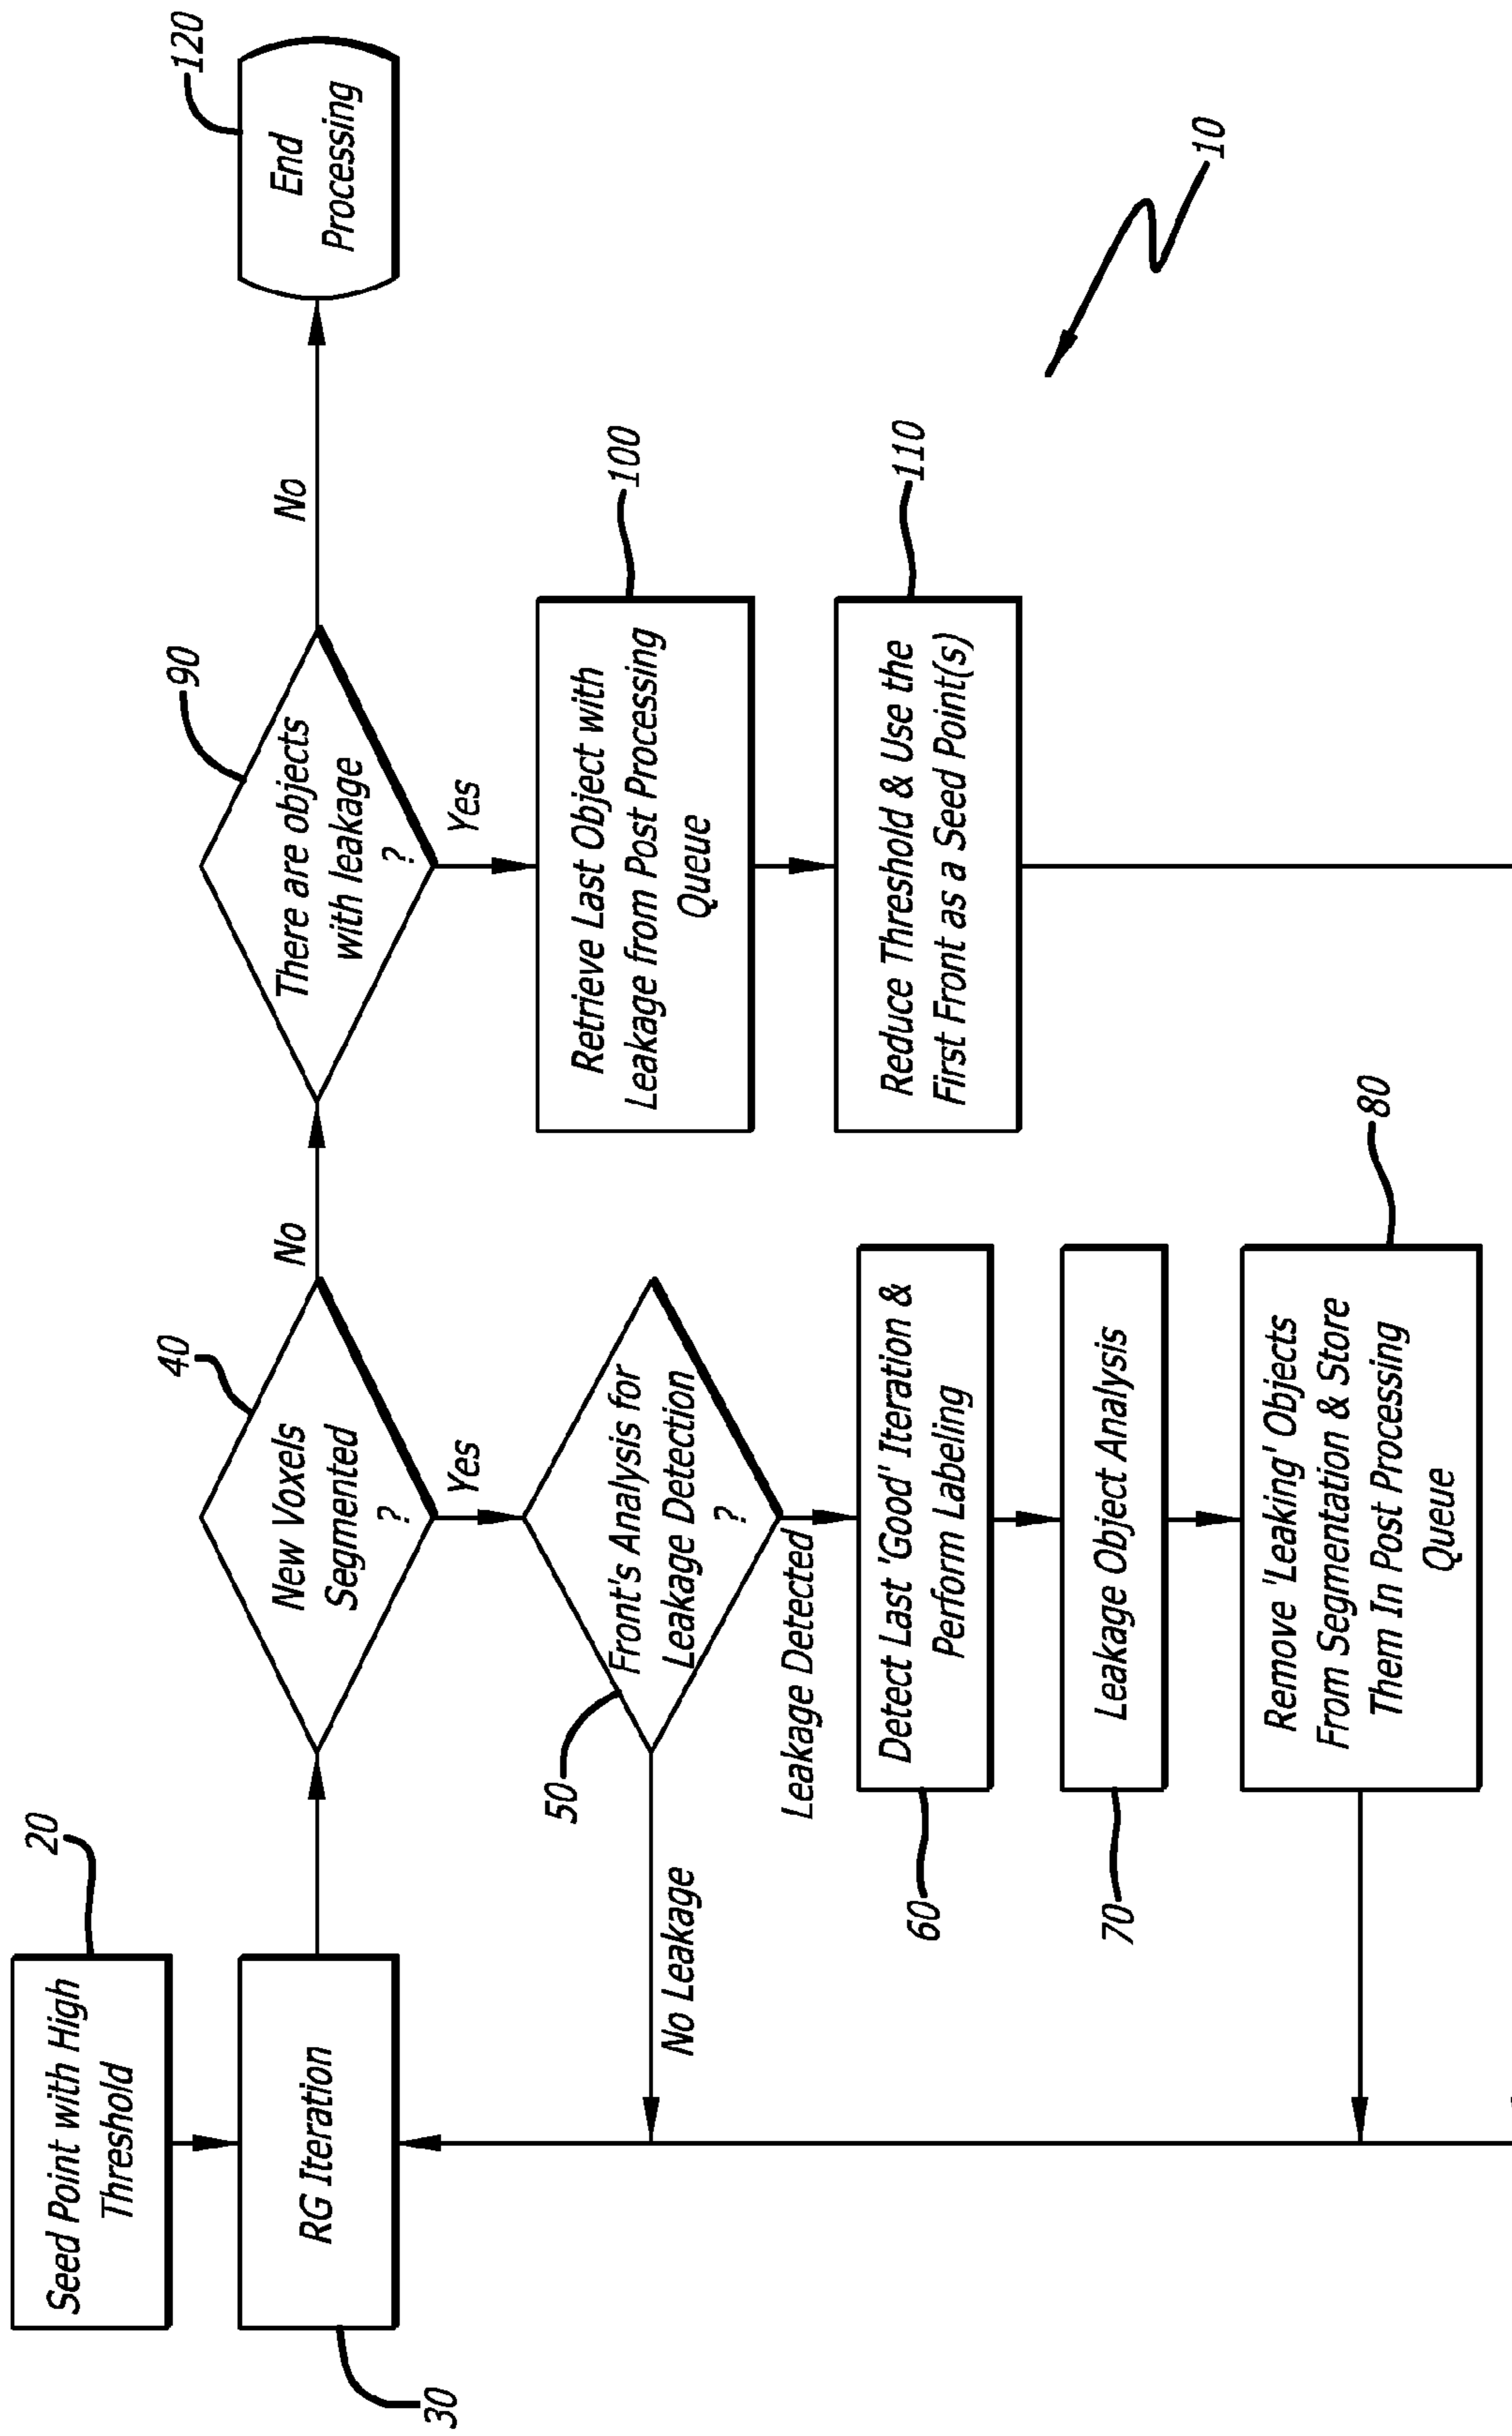 20
Seed Point with High
Threshold
RG Iteration
30
40
New Voxels
Segmented
?
No
Yes
90
There are objects
with leakage
?
No
Yes
120
End
Processing
50
Front's Analysis for
Leakage Detection
?
No Leakage
Leakage Detected
60
Detect Last 'Good' Iteration &
Perform Labeling
70
Leakage Object Analysis
80
Remove 'Leaking' Objects
From Segmentation & Store
Them In Post Processing
Queue
100
Retrieve Last Object with
Leakage from Post Processing
Queue
110
Reduce Threshold & Use the
First Front as a Seed Point(s)
10